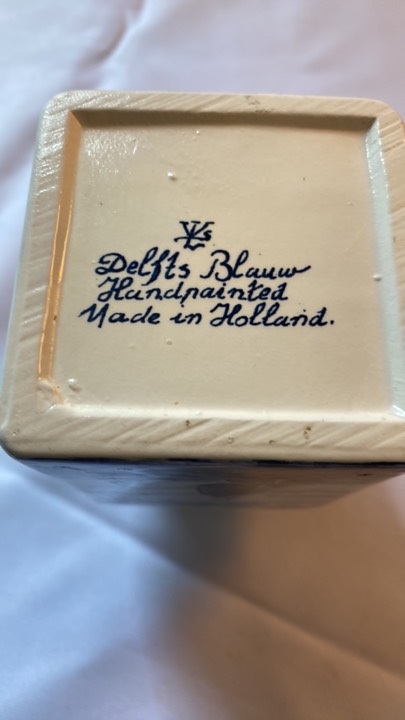 Delfts Blauw
Handpainted
Made in Holland.